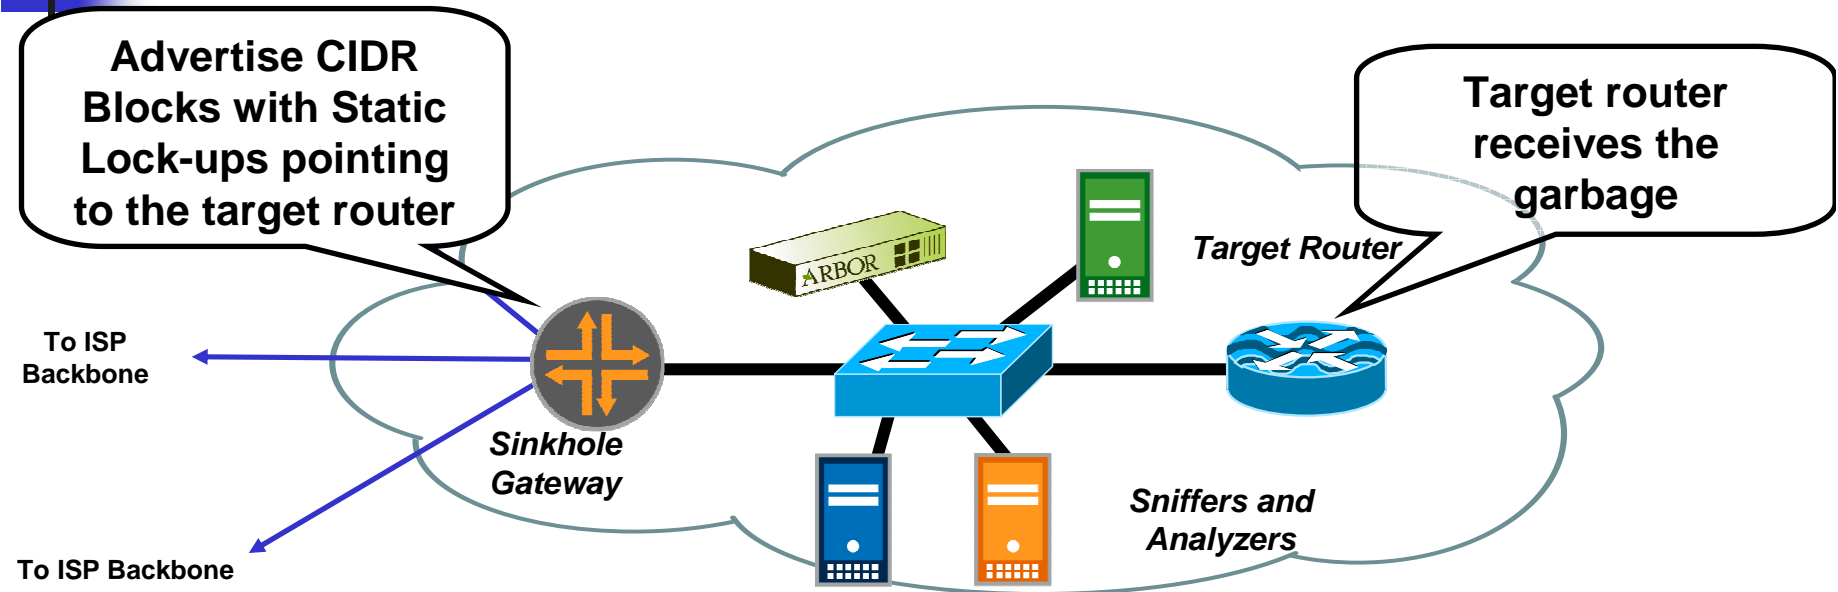 Advertise CIDR
Blocks with Static
Lock-ups pointing
to the target router
Target router
receives the
garbage
Target Router
ARBOR
To ISP
Backbone
Sinkhole
Gateway
Sniffers and
Analyzers
To ISP Backbone